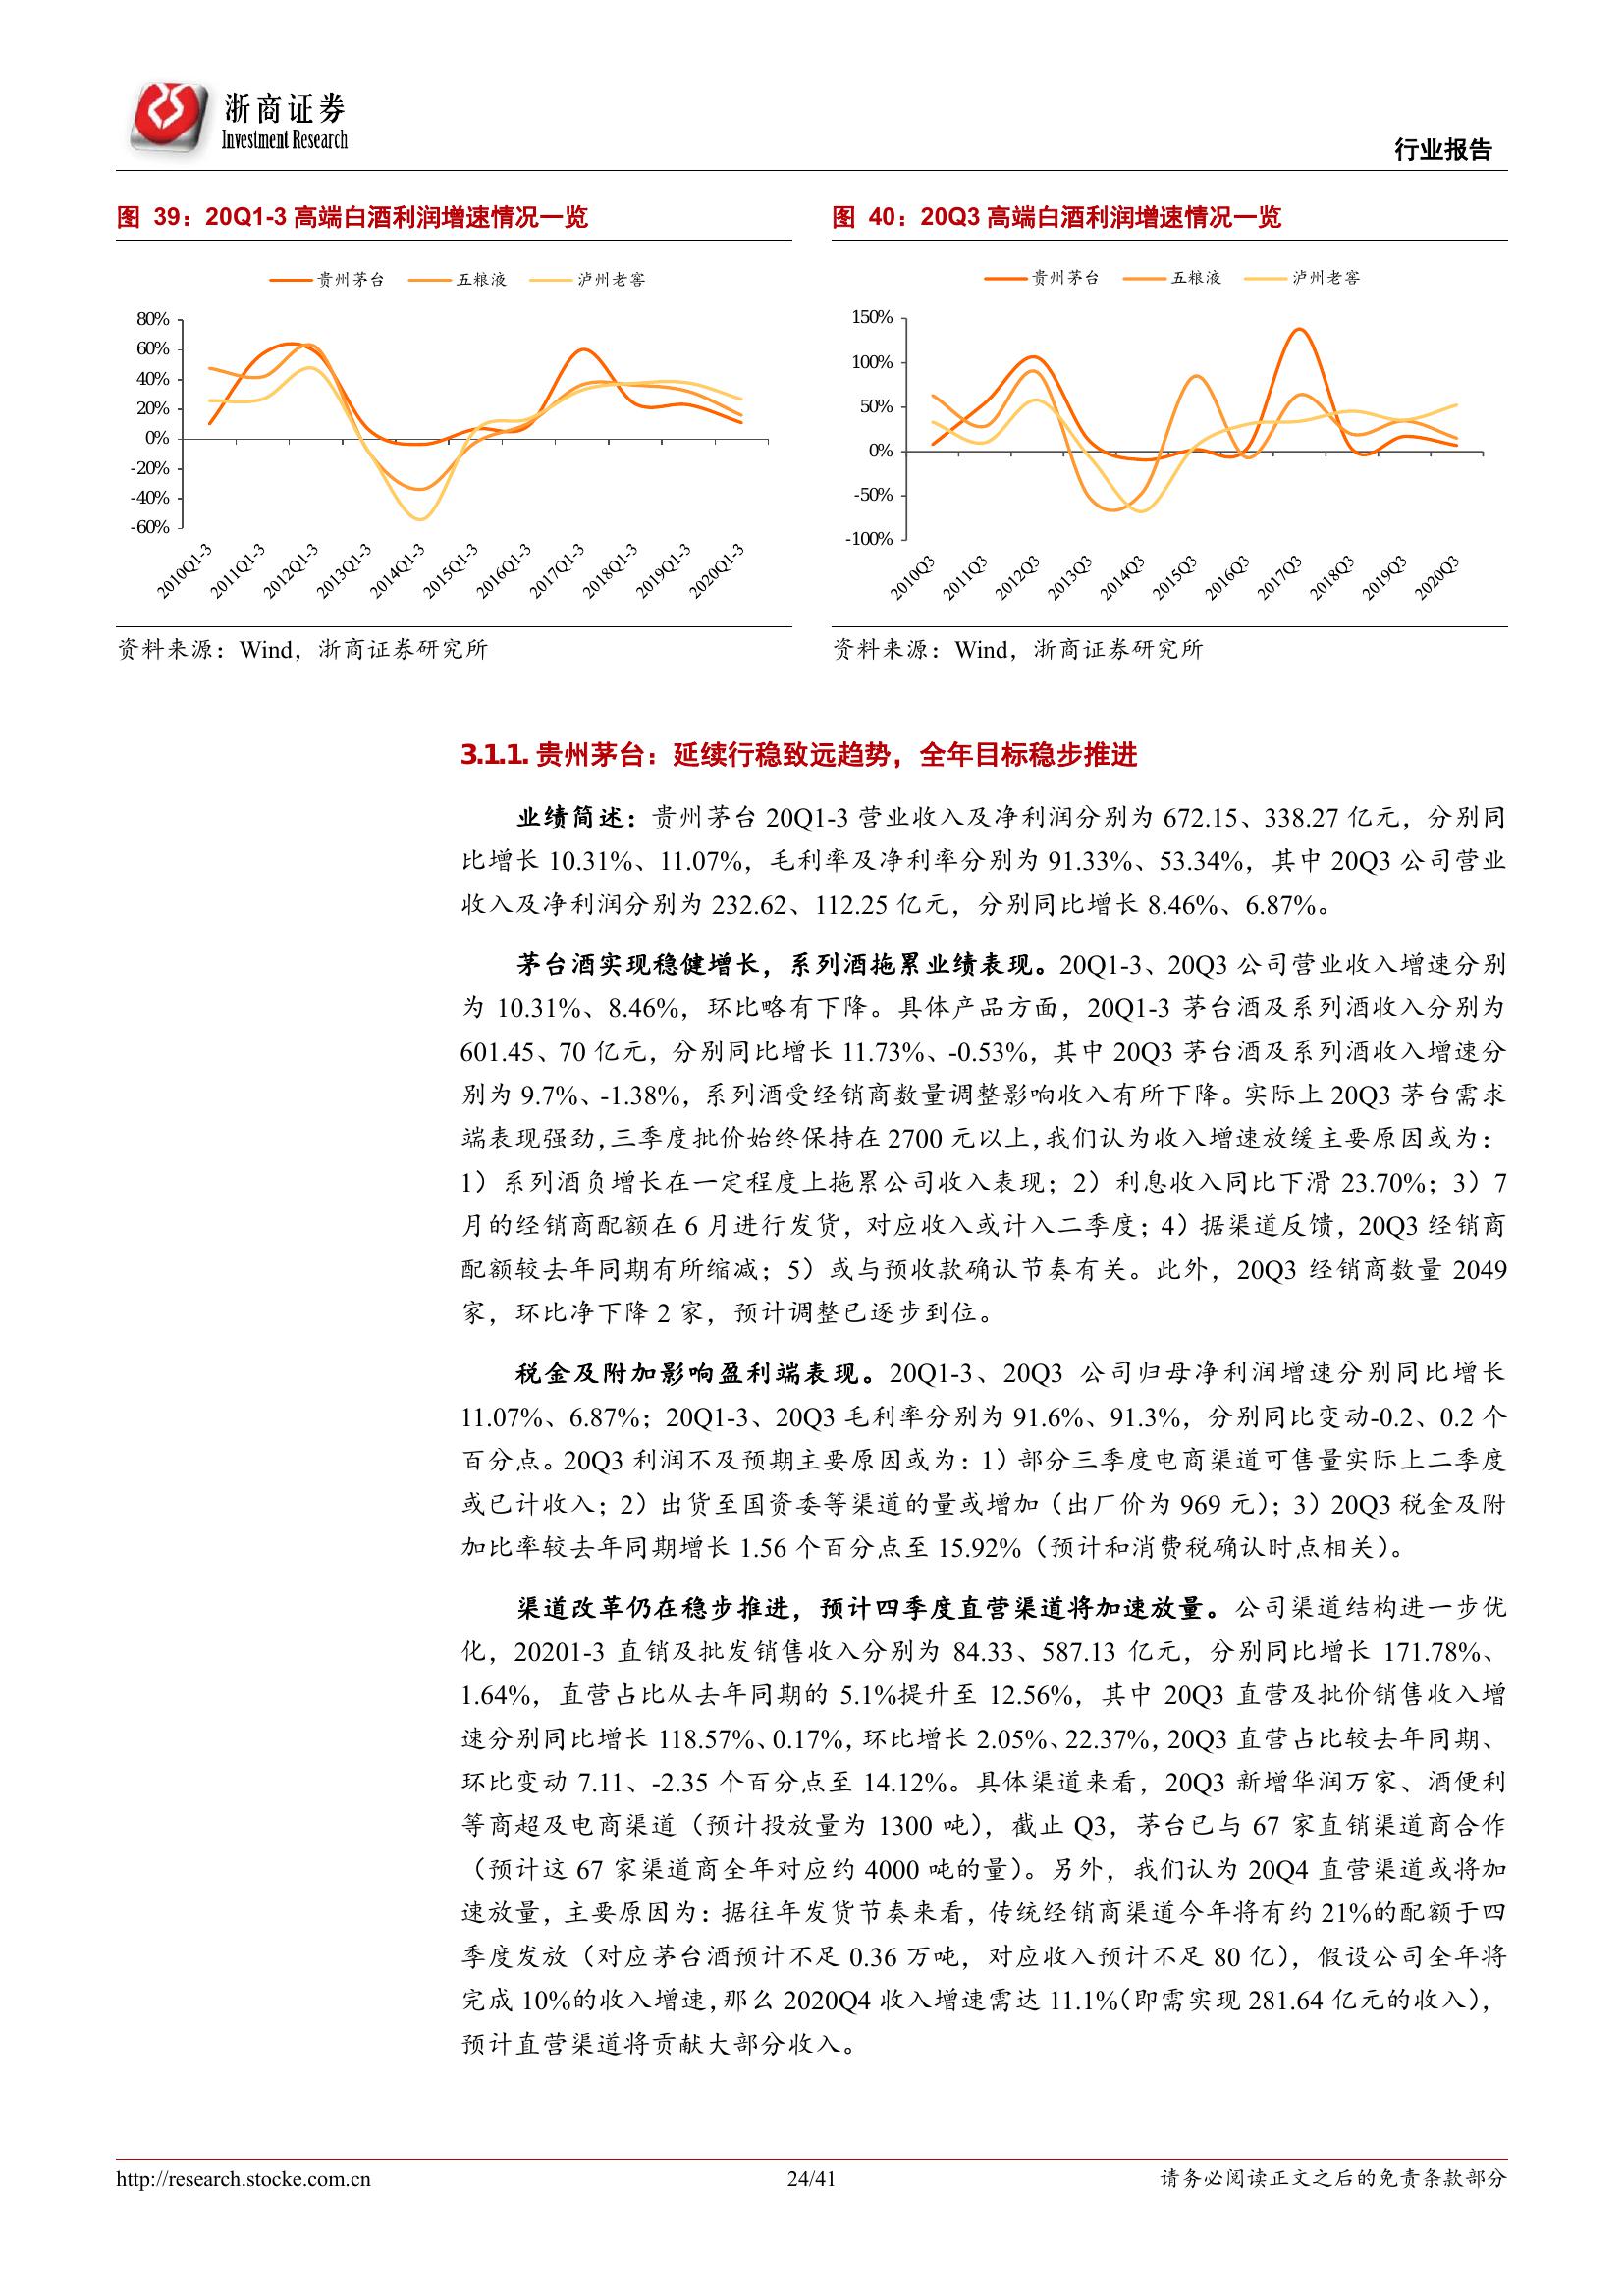 浙商证券
Investment Research
行业报告
图 39：20Q1-3 高端白酒利润增速情况一览
贵州茅台 五粮液 泸州老窖
80%
60%
40%
20%
0%
-20%
-40%
-60%
2010Q1-3 2011Q1-3 2012Q1-3 2013Q1-3 2014Q1-3 2015Q1-3 2016Q1-3 2017Q1-3 2018Q1-3 2019Q1-3 2020Q1-3
资料来源：Wind，浙商证券研究所
图 40：20Q3 高端白酒利润增速情况一览
贵州茅台 五粮液 泸州老窖
150%
100%
50%
0%
-50%
-100%
2010Q3 2011Q3 2012Q3 2013Q3 2014Q3 2015Q3 2016Q3 2017Q3 2018Q3 2019Q3 2020Q3
资料来源：Wind，浙商证券研究所
3.1.1. 贵州茅台：延续行稳致远趋势，全年目标稳步推进
业绩简述：贵州茅台 20Q1-3 营业收入及净利润分别为 672.15、338.27 亿元，分别同
比增长 10.31%、11.07%，毛利率及净利率分别为 91.33%、53.34%，其中 20Q3 公司营业
收入及净利润分别为 232.62、112.25 亿元，分别同比增长 8.46%、6.87%。
茅台酒实现稳健增长，系列酒拖累业绩表现。20Q1-3、20Q3 公司营业收入增速分别
为 10.31%、8.46%，环比略有下降。具体产品方面，20Q1-3 茅台酒及系列酒收入分别为
601.45、70 亿元，分别同比增长 11.73%、-0.53%，其中 20Q3 茅台酒及系列酒收入增速分
别为 9.7%、-1.38%，系列酒受经销商数量调整影响收入有所下降。实际上 20Q3 茅台需求
端表现强劲，三季度批价始终保持在 2700 元以上，我们认为收入增速放缓主要原因或为：
1）系列酒负增长在一定程度上拖累公司收入表现；2）利息收入同比下滑 23.70%；3）7
月的经销商配额在 6 月进行发货，对应收入或计入二季度；4）据渠道反馈，20Q3 经销商
配额较去年同期有所缩减；5）或与预收款确认节奏有关。此外，20Q3 经销商数量 2049
家，环比净下降 2 家，预计调整已逐步到位。
税金及附加影响盈利端表现。20Q1-3、20Q3 公司归母净利润增速分别同比增长
11.07%、6.87%；20Q1-3、20Q3 毛利率分别为 91.6%、91.3%，分别同比变动-0.2、0.2 个
百分点。20Q3 利润不及预期主要原因或为：1）部分三季度电商渠道可售量实际上二季度
或已计收入；2）出货至国资委等渠道的量或增加（出厂价为 969 元）；3）20Q3 税金及附
加比率较去年同期增长 1.56 个百分点至 15.92%（预计和消费税确认时点相关）。
渠道改革仍在稳步推进，预计四季度直营渠道将加速放量。公司渠道结构进一步优
化，20201-3 直销及批发销售收入分别为 84.33、587.13 亿元，分别同比增长 171.78%、
1.64%，直营占比从去年同期的 5.1%提升至 12.56%，其中 20Q3 直营及批价销售收入增
速分别同比增长 118.57%、0.17%，环比增长 2.05%、22.37%，20Q3 直营占比较去年同期、
环比变动 7.11、-2.35 个百分点至 14.12%。具体渠道来看，20Q3 新增华润万家、酒便利
等商超及电商渠道（预计投放量为 1300 吨），截止 Q3，茅台已与 67 家直销渠道商合作
（预计这 67 家渠道商全年对应约 4000 吨的量）。另外，我们认为 20Q4 直营渠道或将加
速放量，主要原因为：据往年发货节奏来看，传统经销商渠道今年将有约 21%的配额于四
季度发放（对应茅台酒预计不足 0.36 万吨，对应收入预计不足 80 亿），假设公司全年将
完成 10%的收入增速，那么 2020Q4 收入增速需达 11.1%（即需实现 281.64 亿元的收入），
预计直营渠道将贡献大部分收入。
http://research.stocke.com.cn 24/41 请务必阅读正文之后的免责条款部分